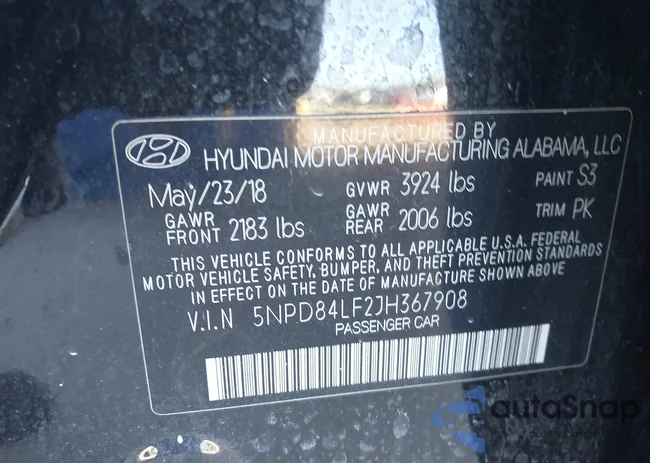 MANUFACTURED BY
HYUNDAI MOTOR MANUFACTURING ALABAMA, LLC
May/23/18 GVWR 3924 lbs PAINT S3
GAWR FRONT 2183 lbs GAWR REAR 2006 lbs TRIM PK
THIS VEHICLE CONFORMS TO ALL APPLICABLE U.S.A. FEDERAL
MOTOR VEHICLE SAFETY, BUMPER, AND THEFT PREVENTION STANDARDS
IN EFFECT ON THE DATE OF MANUFACTURE SHOWN ABOVE
V.I.N 5NPD84LF2JH367908
PASSENGER CAR
autoSnap